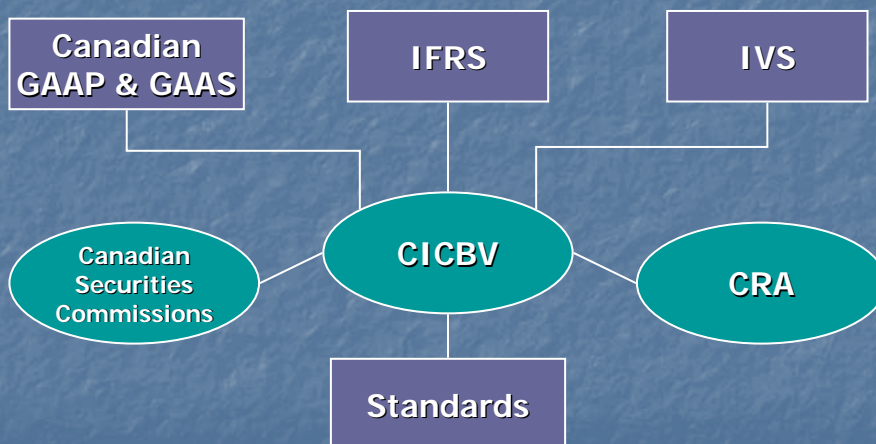 Canadian
GAAP & GAAS
IFRS
IVS
Canadian
Securities
Commissions
CICBV
CRA
Standards